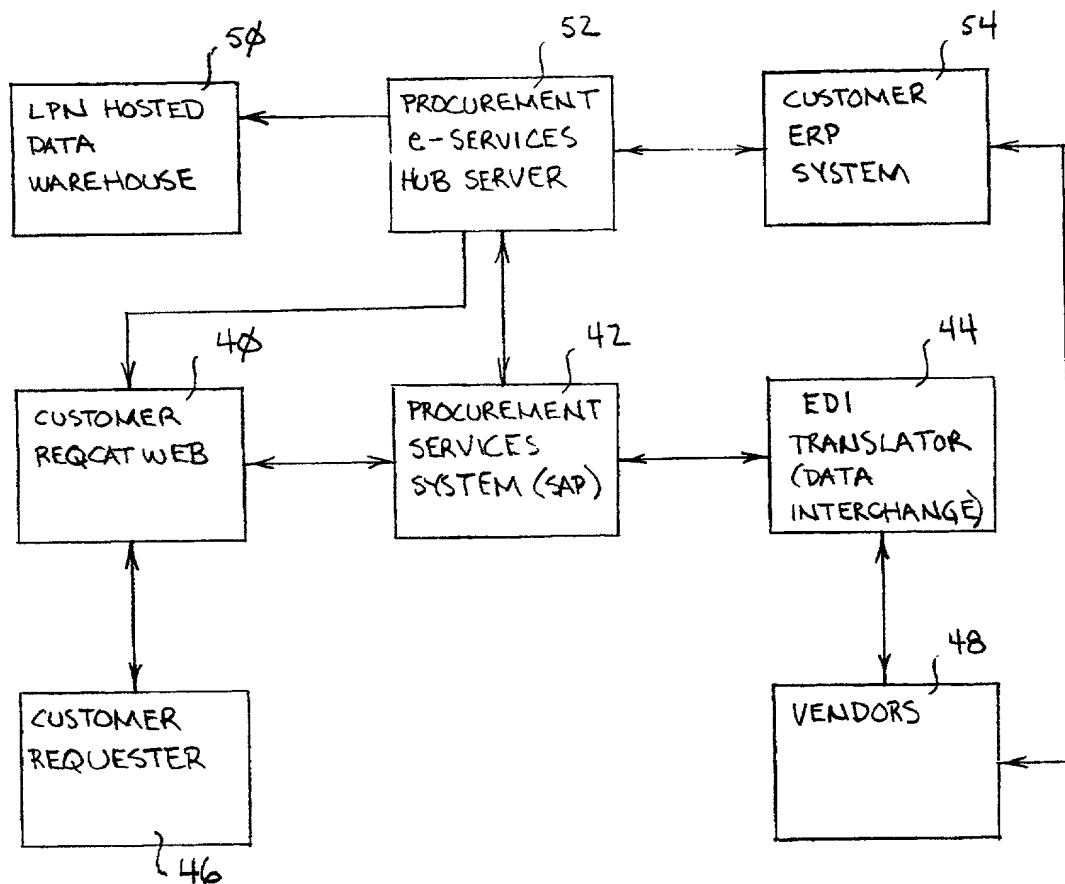 50
LPN HOSTED
DATA
WAREHOUSE
52
PROCUREMENT
e-SERVICES
HUB SERVER
54
CUSTOMER
ERP
SYSTEM
40
CUSTOMER
REQCAT WEB
42
PROCUREMENT
SERVICES
SYSTEM (SAP)
44
EDI
TRANSLATOR
(DATA
INTERCHANGE)
CUSTOMER
REQUESTER
46
48
VENDORS